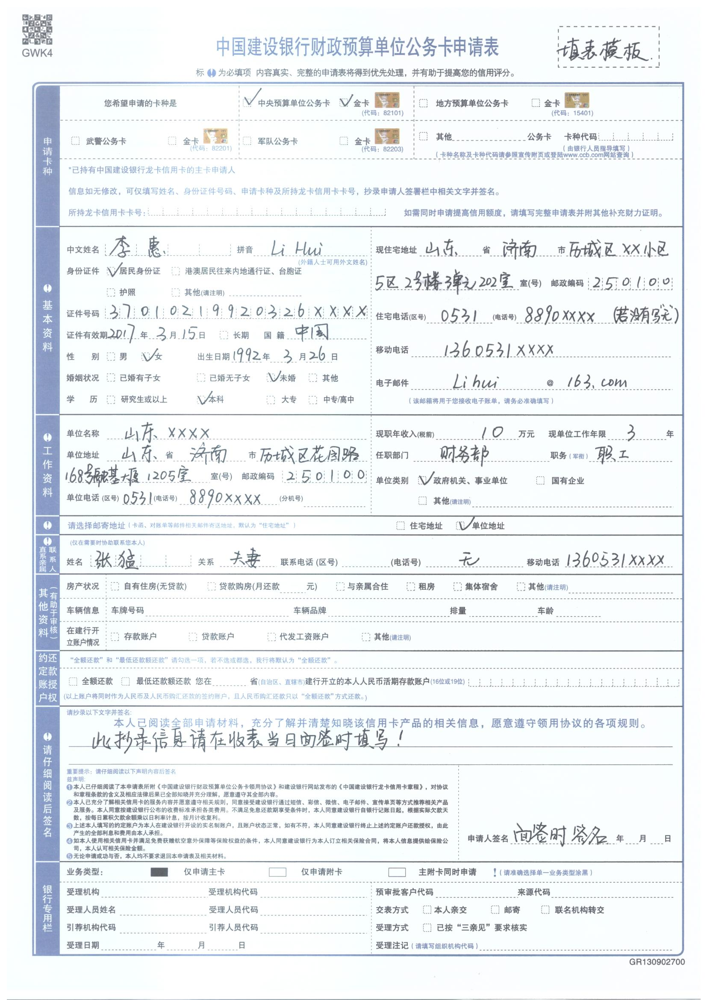 GWK4
中国建设银行财政预算单位公务卡申请表
填表模板.
标 为必填项 内容真实、完整的申请表将得到优先处理，并有助于提高您的信用评分。
申请卡种
您希望申请的卡种是 中央预算单位公务卡 金卡 (代码：82101) 地方预算单位公务卡 金卡 (代码：15401)
武警公务卡 金卡 (代码：82201) 军队公务卡 金卡 (代码：82203) 其他 公务卡 卡种代码 (由银行人员指导填写)
(卡种名称及卡种代码请参照宣传附页或登陆www.ccb.com网站查询)
*已持有中国建设银行龙卡信用卡的主卡申请人
信息如无修改，可仅填写姓名、身份证件号码、申请卡种及所持龙卡信用卡卡号，抄录申请人签署栏中相关文字并签名。
所持龙卡信用卡卡号： 如需同时申请提高信用额度，请填写完整申请表并附其他补充财力证明。
基本资料
中文姓名 李惠 拼音 Li Hui
(外籍人士可用外文姓名)
身份证件 居民身份证 港澳居民往来内地通行证、台胞证
护照 其他(请注明)
证件号码 37010219920326XXXX
证件有效期 2017 年 3 月 15 日 长期 国籍 中国
性别 男 女 出生日期 1992 年 3 月 26 日
婚姻状况 已婚有子女 已婚无子女 未婚 其他
学历 研究生或以上 本科 大专 中专/高中
现住宅地址 山东 省 济南 市 历城区 XX小区
5区 2号楼 3单元 202室 室(号) 邮政编码 250100
住宅电话(区号) 0531 (电话号) 8890XXXX (若没有写"无")
移动电话 1360531XXXX
电子邮件 Lihui @ 163.com
(该邮箱将用于您接收电子账单，请务必准确填写)
工作资料
单位名称 山东 XXXX
单位地址 山东 省 济南 市 历城区花园路
168号融基大厦 1205室 室(号) 邮政编码 250100
单位电话 (区号) 0531 (电话号) 8890XXXX (分机号)
现职年收入(税前) 10 万元 现单位工作年限 3 年
任职部门 财务部 职务(军衔) 职工
单位类别 政府机关、事业单位 国有企业
其他(请注明)
请选择邮寄地址(卡函、对账单等邮件相关邮件寄送地址，默认为“住宅地址”) 住宅地址 单位地址
直系亲属联系人
(仅在需要时协助联系您本人)
姓名 张猛 关系 夫妻 联系电话 (区号) (电话号) 无 移动电话 1360531XXXX
其他资料(有助于审核)
房产状况 自有住房(无贷款) 贷款购房(月还款 元) 与亲属合住 租房 集体宿舍 其他(请注明)
车辆信息 车牌号码 车辆品牌 排量 车龄
在建行开立账户情况 存款账户 贷款账户 代发工资账户 其他(请注明)
约定账户还款授权
“全额还款”和“最低还款额还款”请勾选一项，若不选或都选，我行将默认为“全额还款”。
全额还款 最低还款额还款 您在 省(自治区、直辖市)建行开立的本人人民币活期存款账户(16位或19位)
(以上账户将同时作为人民币及人民币购汇还款的签约账户，且人民币购汇还款只以“全额还款”方式还款。)
请仔细阅读后签名
请抄录以下文字并签名:
本人已阅读全部申请材料，充分了解并清楚知晓该信用卡产品的相关信息，愿意遵守领用协议的各项规则。
此抄录信息请在收表当日面签时填写！
重要提示：请仔细阅读以下声明内容后签名
兹声明:
①本人已仔细阅读了本申请表所附《中国建设银行财政预算单位公务卡领用协议》和建设银行网站发布的《中国建设银行龙卡信用卡章程》，对协议
和章程条款的含义及相应法律后果已全部知晓并充分理解，愿意遵守其全部内容。
②本人已充分了解相关信用卡的服务内容并愿意遵守相关规则，同意接受建设银行通过短信、彩信、微信、电子邮件、宣传单页等方式推荐相关产品
及服务。本人同意按建设银行公布的收费标准承担各类费用。不满足免息还款期享受条件时，本人同意建设银行自银行记账日起，根据实际欠款天
数，按每日累积欠款余额乘以日利率计息，按月计收复利。
③上述本人填写的约定账户为本人在建设银行开设的实名制账户，且账户状态正常，如有不符，本人同意建设银行终止上述约定账户还款授权，由此
产生的全部利息和费用由本人承担。
④如本人使用相关信用卡并满足免费获赠航空意外保障等保险权益的条件，本人同意建设银行为本人订立相关保险合同，将本人信息提供给保险公
司，本人认可相关保险金额。
⑤无论申请成功与否，本人均不要求退回本申请表及相关材料。
申请人签名 面签时签名 年 月 日
银行专用栏
业务类型： 仅申请主卡 仅申请附卡 主附卡同时申请 ！(请准确选择单一业务类型涂黑)
受理机构 受理机构代码 预审批客户代码 来源代码
受理人员姓名 受理人员代码 交表方式 本人亲交 邮寄 联名机构转交
引荐机构代码 引荐人员代码 受理方式 已按“三亲见”要求核实
受理日期 年 月 日 受理注记(请填写组织机构代码)
GR130902700